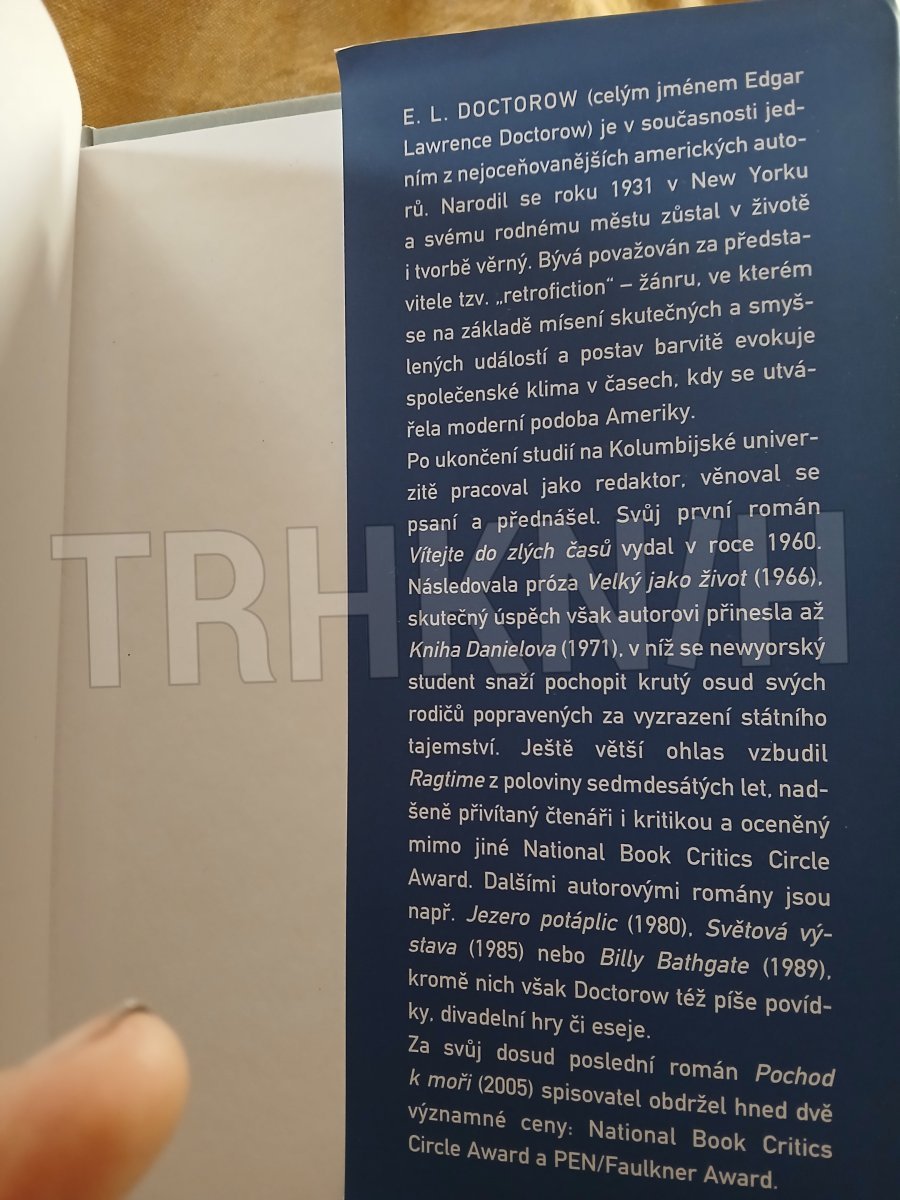 E. L. DOCTOROW (celým jménem Edgar
Lawrence Doctorow) je v současnosti jed-
ním z nejoceňovanějších amerických auto-
rů. Narodil se roku 1931 v New Yorku
a svému rodnému městu zůstal v životě
i tvorbě věrný. Bývá považován za představ-
vitele tzv. „retrofiction“ – žánru, ve kterém
se na základě mísení skutečných a smyš-
lených událostí a postav barvitě evokuje
společenské klima v časech, kdy se utvá-
řela moderní podoba Ameriky.
Po ukončení studií na Kolumbijské univer-
zitě pracoval jako redaktor, věnoval se
psaní a přednášel. Svůj první román
Vítejte do zlých časů vydal v roce 1960.
Následovala próza Velký jako život (1966),
skutečný úspěch však autorovi přinesla až
Kniha Danielova (1971), v níž se newyorský
student snaží pochopit krutý osud svých
rodičů popravených za vyzrazení státního
tajemství. Ještě větší ohlas vzbudil
Ragtime z poloviny sedmdesátých let, nad-
šeně přivítaný čtenáři i kritikou a oceněný
mimo jiné National Book Critics Circle
Award. Dalšími autorovými romány jsou
např. Jezero potáplic (1980), Světová vý-
stava (1985) nebo Billy Bathgate (1989),
kromě nich však Doctorow též píše povíd-
ky, divadelní hry či eseje.
Za svůj dosud poslední román Pochod
k moři (2005) spisovatel obdržel hned dvě
významné ceny: National Book Critics
Circle Award a PEN/Faulkner Award.
TRHKNIH